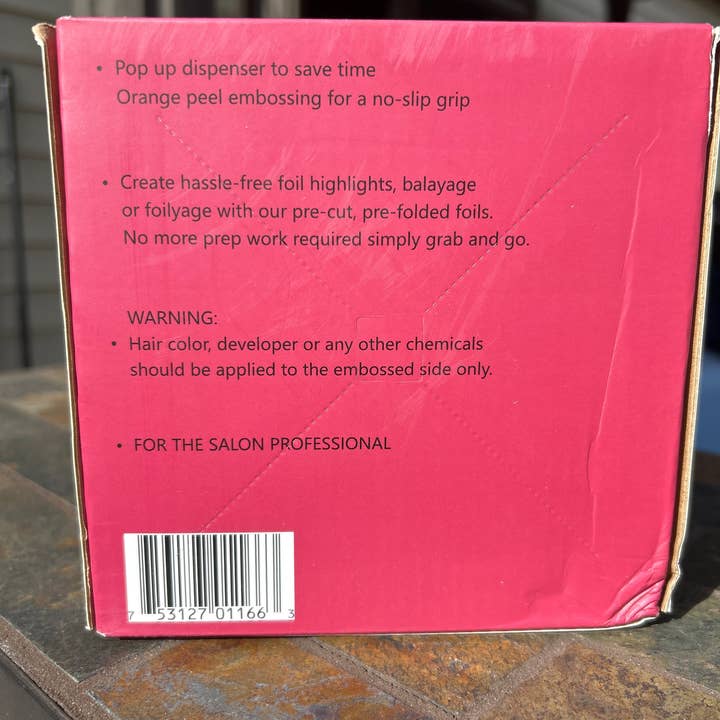 • Pop up dispenser to save time
Orange peel embossing for a no-slip grip
• Create hassle-free foil highlights, balayage
or foilyage with our pre-cut, pre-folded foils.
No more prep work required simply grab and go.
WARNING:
• Hair color, developer or any other chemicals
should be applied to the embossed side only.
• FOR THE SALON PROFESSIONAL
7 53127 01166 3